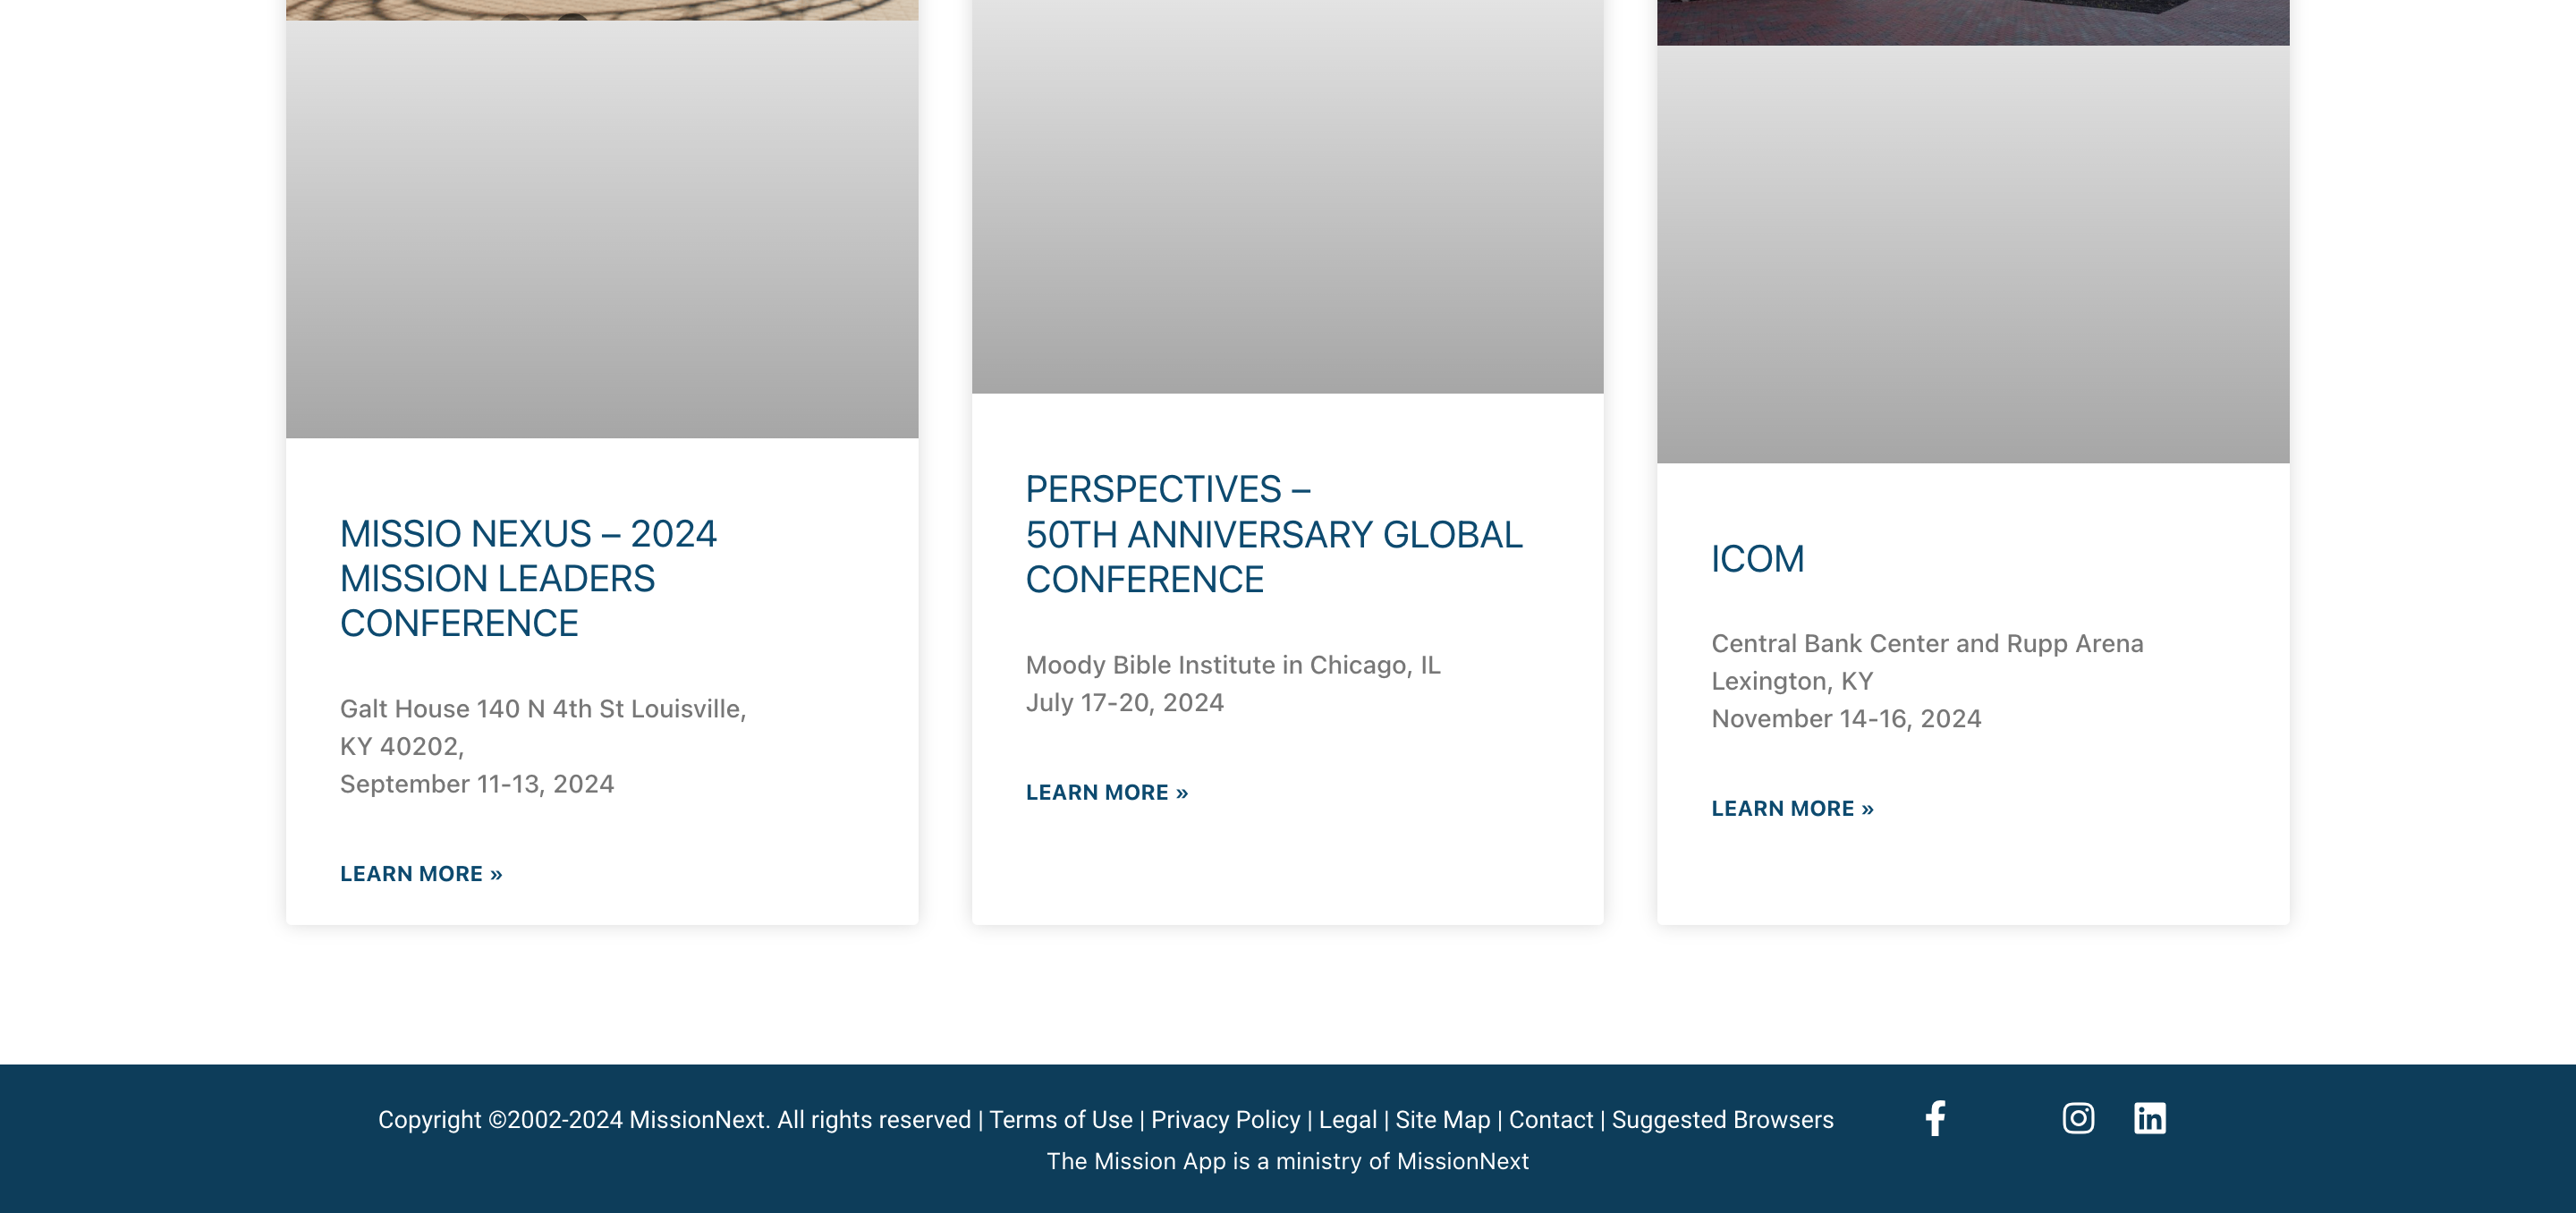 MISSIO NEXUS – 2024
MISSION LEADERS
CONFERENCE
Galt House 140 N 4th St Louisville,
KY 40202,
September 11-13, 2024
LEARN MORE »
PERSPECTIVES –
50TH ANNIVERSARY GLOBAL
CONFERENCE
Moody Bible Institute in Chicago, IL
July 17-20, 2024
LEARN MORE »
ICOM
Central Bank Center and Rupp Arena
Lexington, KY
November 14-16, 2024
LEARN MORE »
Copyright ©2002-2024 MissionNext. All rights reserved | Terms of Use | Privacy Policy | Legal | Site Map | Contact | Suggested Browsers
The Mission App is a ministry of MissionNext